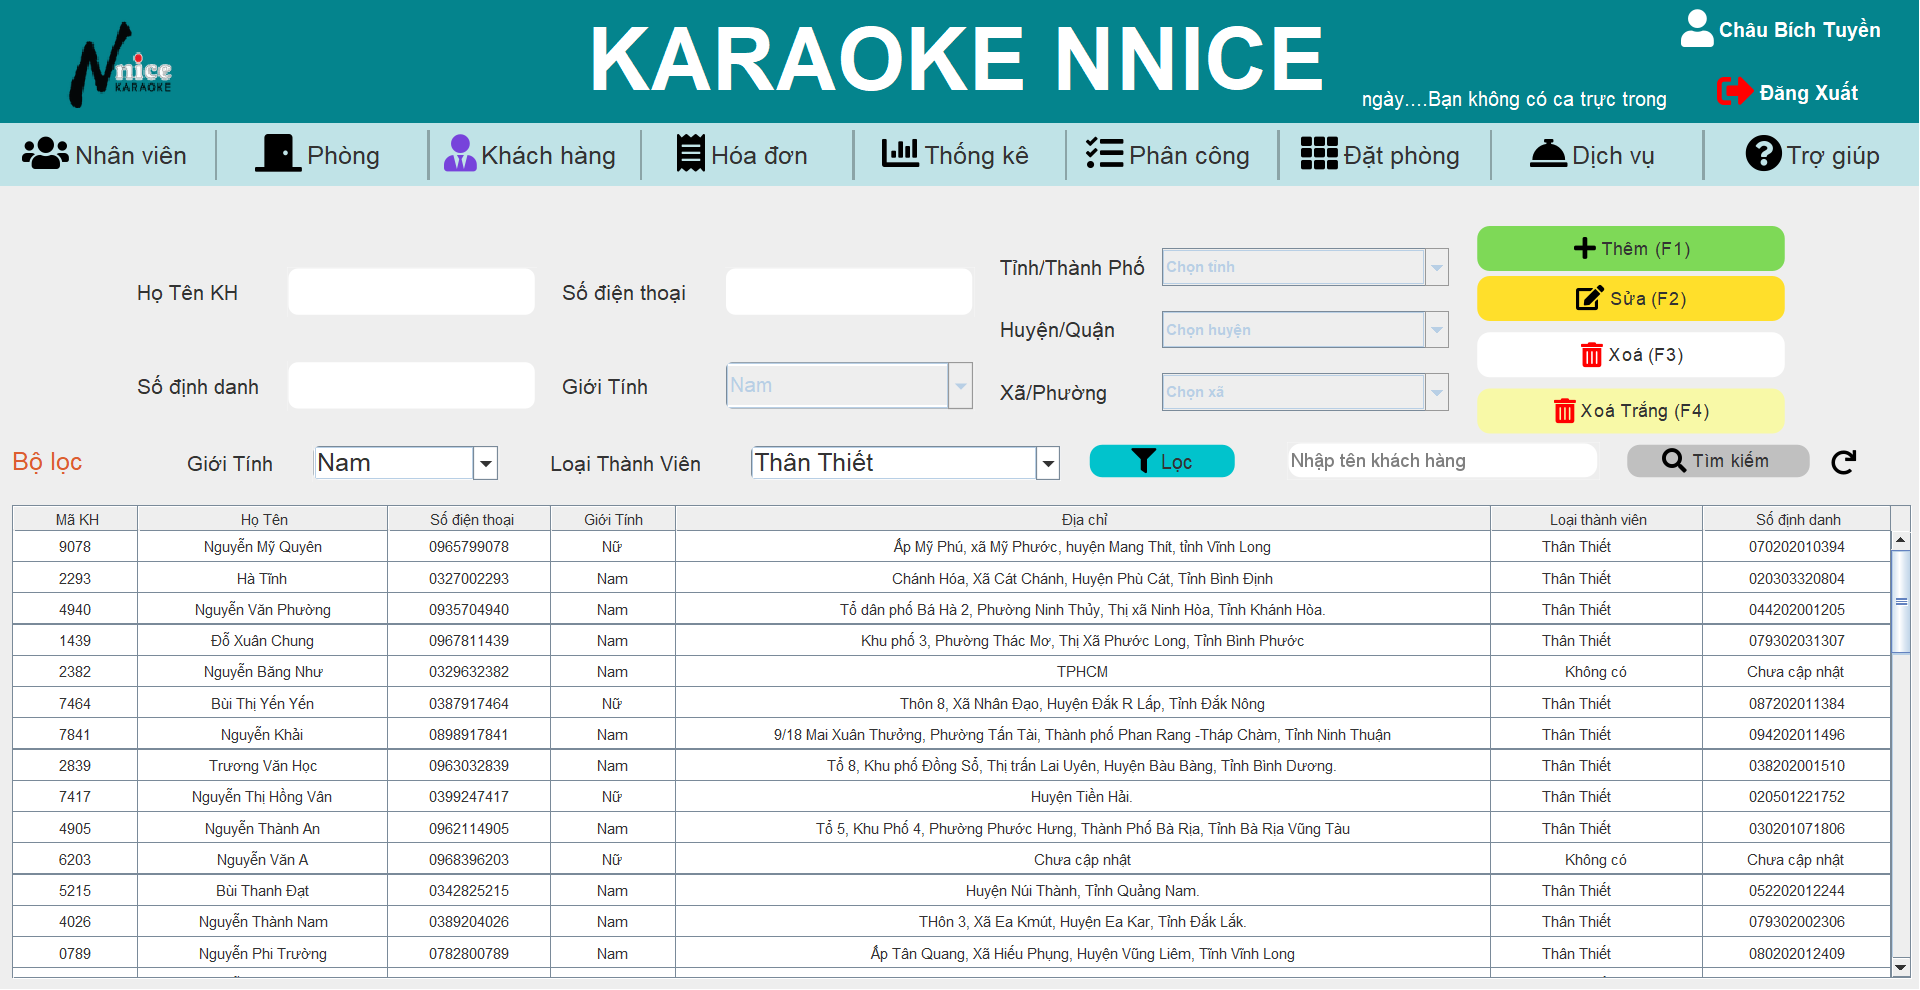 Nnice
KARAOKE
KARAOKE NNICE
Châu Bích Tuyền
ngày....Bạn không có ca trực trong
Đăng Xuất
Nhân viên
Phòng
Khách hàng
Hóa đơn
Thống kê
Phân công
Đặt phòng
Dịch vụ
Trợ giúp
Họ Tên KH
Số điện thoại
Tỉnh/Thành Phố
Chọn tỉnh
Thêm (F1)
Sửa (F2)
Huyện/Quận
Chọn huyện
Xoá (F3)
Số định danh
Giới Tính
Nam
Xã/Phường
Chọn xã
Xoá Trắng (F4)
Bộ lọc
Giới Tính
Nam
Loại Thành Viên
Thân Thiết
Lọc
Nhập tên khách hàng
Tìm kiếm
Mã KH Họ Tên Số điện thoại Giới Tính Địa chỉ Loại thành viên Số định danh
9078 Nguyễn Mỹ Quyên 0965799078 Nữ Ấp Mỹ Phú, xã Mỹ Phước, huyện Mang Thít, tỉnh Vĩnh Long Thân Thiết 070202010394
2293 Hà Tĩnh 0327002293 Nam Chánh Hóa, Xã Cát Chánh, Huyện Phù Cát, Tỉnh Bình Định Thân Thiết 020303320804
4940 Nguyễn Văn Phường 0935704940 Nam Tổ dân phố Bá Hà 2, Phường Ninh Thủy, Thị xã Ninh Hòa, Tỉnh Khánh Hòa. Thân Thiết 044202001205
1439 Đỗ Xuân Chung 0967811439 Nam Khu phố 3, Phường Thác Mơ, Thị Xã Phước Long, Tỉnh Bình Phước Thân Thiết 079302031307
2382 Nguyễn Băng Như 0329632382 Nam TPHCM Không có Chưa cập nhật
7464 Bùi Thị Yến Yến 0387917464 Nữ Thôn 8, Xã Nhân Đạo, Huyện Đắk R Lấp, Tỉnh Đắk Nông Thân Thiết 087202011384
7841 Nguyễn Khải 0898917841 Nam 9/18 Mai Xuân Thưởng, Phường Tấn Tài, Thành phố Phan Rang -Tháp Chàm, Tỉnh Ninh Thuận Thân Thiết 094202011496
2839 Trương Văn Học 0963032839 Nam Tổ 8, Khu phố Đồng Sổ, Thị trấn Lai Uyên, Huyện Bàu Bàng, Tỉnh Bình Dương. Thân Thiết 038202001510
7417 Nguyễn Thị Hồng Vân 0399247417 Nữ Huyện Tiền Hải. Thân Thiết 020501221752
4905 Nguyễn Thành An 0962114905 Nam Tổ 5, Khu Phố 4, Phường Phước Hưng, Thành Phố Bà Rịa, Tỉnh Bà Rịa Vũng Tàu Thân Thiết 030201071806
6203 Nguyễn Văn A 0968396203 Nữ Chưa cập nhật Không có Chưa cập nhật
5215 Bùi Thanh Đạt 0342825215 Nam Huyện Núi Thành, Tỉnh Quảng Nam. Thân Thiết 052202012244
4026 Nguyễn Thành Nam 0389204026 Nam THôn 3, Xã Ea Kmút, Huyện Ea Kar, Tỉnh Đắk Lắk. Thân Thiết 079302002306
0789 Nguyễn Phi Trường 0782800789 Nam Ấp Tân Quang, Xã Hiếu Phụng, Huyện Vũng Liêm, Tĩnh Vĩnh Long Thân Thiết 080202012409